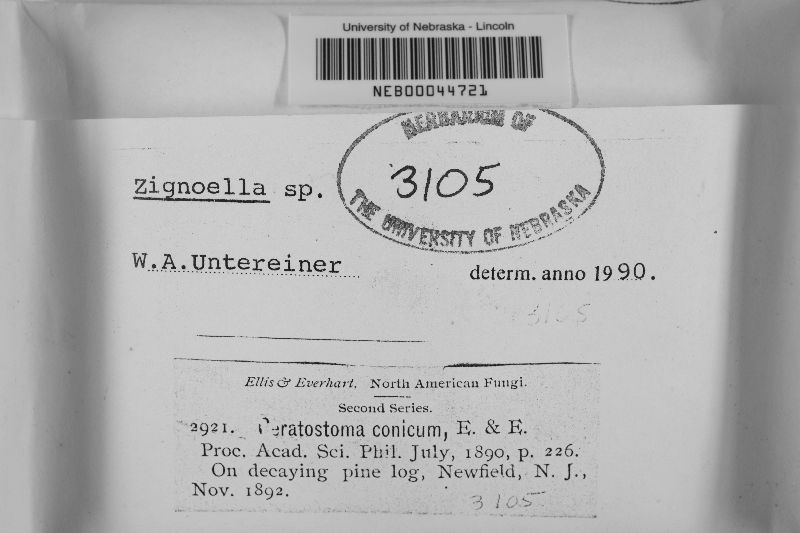 University of Nebraska - Lincoln
NEB00044721
HERBARIUM OF
3105
THE UNIVERSITY OF NEBRASKA
Zignoella sp.
W.A.Untereiner
determ. anno 1990.
3105
Ellis & Everhart. North American Fungi.
Second Series.
2921. Ceratostoma conicum, E. & E.
Proc. Acad. Sci. Phil. July, 1890, p. 226.
On decaying pine log, Newfield, N. J.,
Nov. 1892.
3105